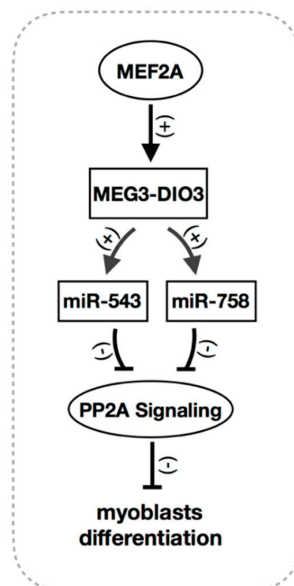 MEF2A
(+)
MEG3-DIO3
(+) (+)
miR-543 miR-758
(-) (-)
PP2A Signaling
(-)
myoblasts
differentiation